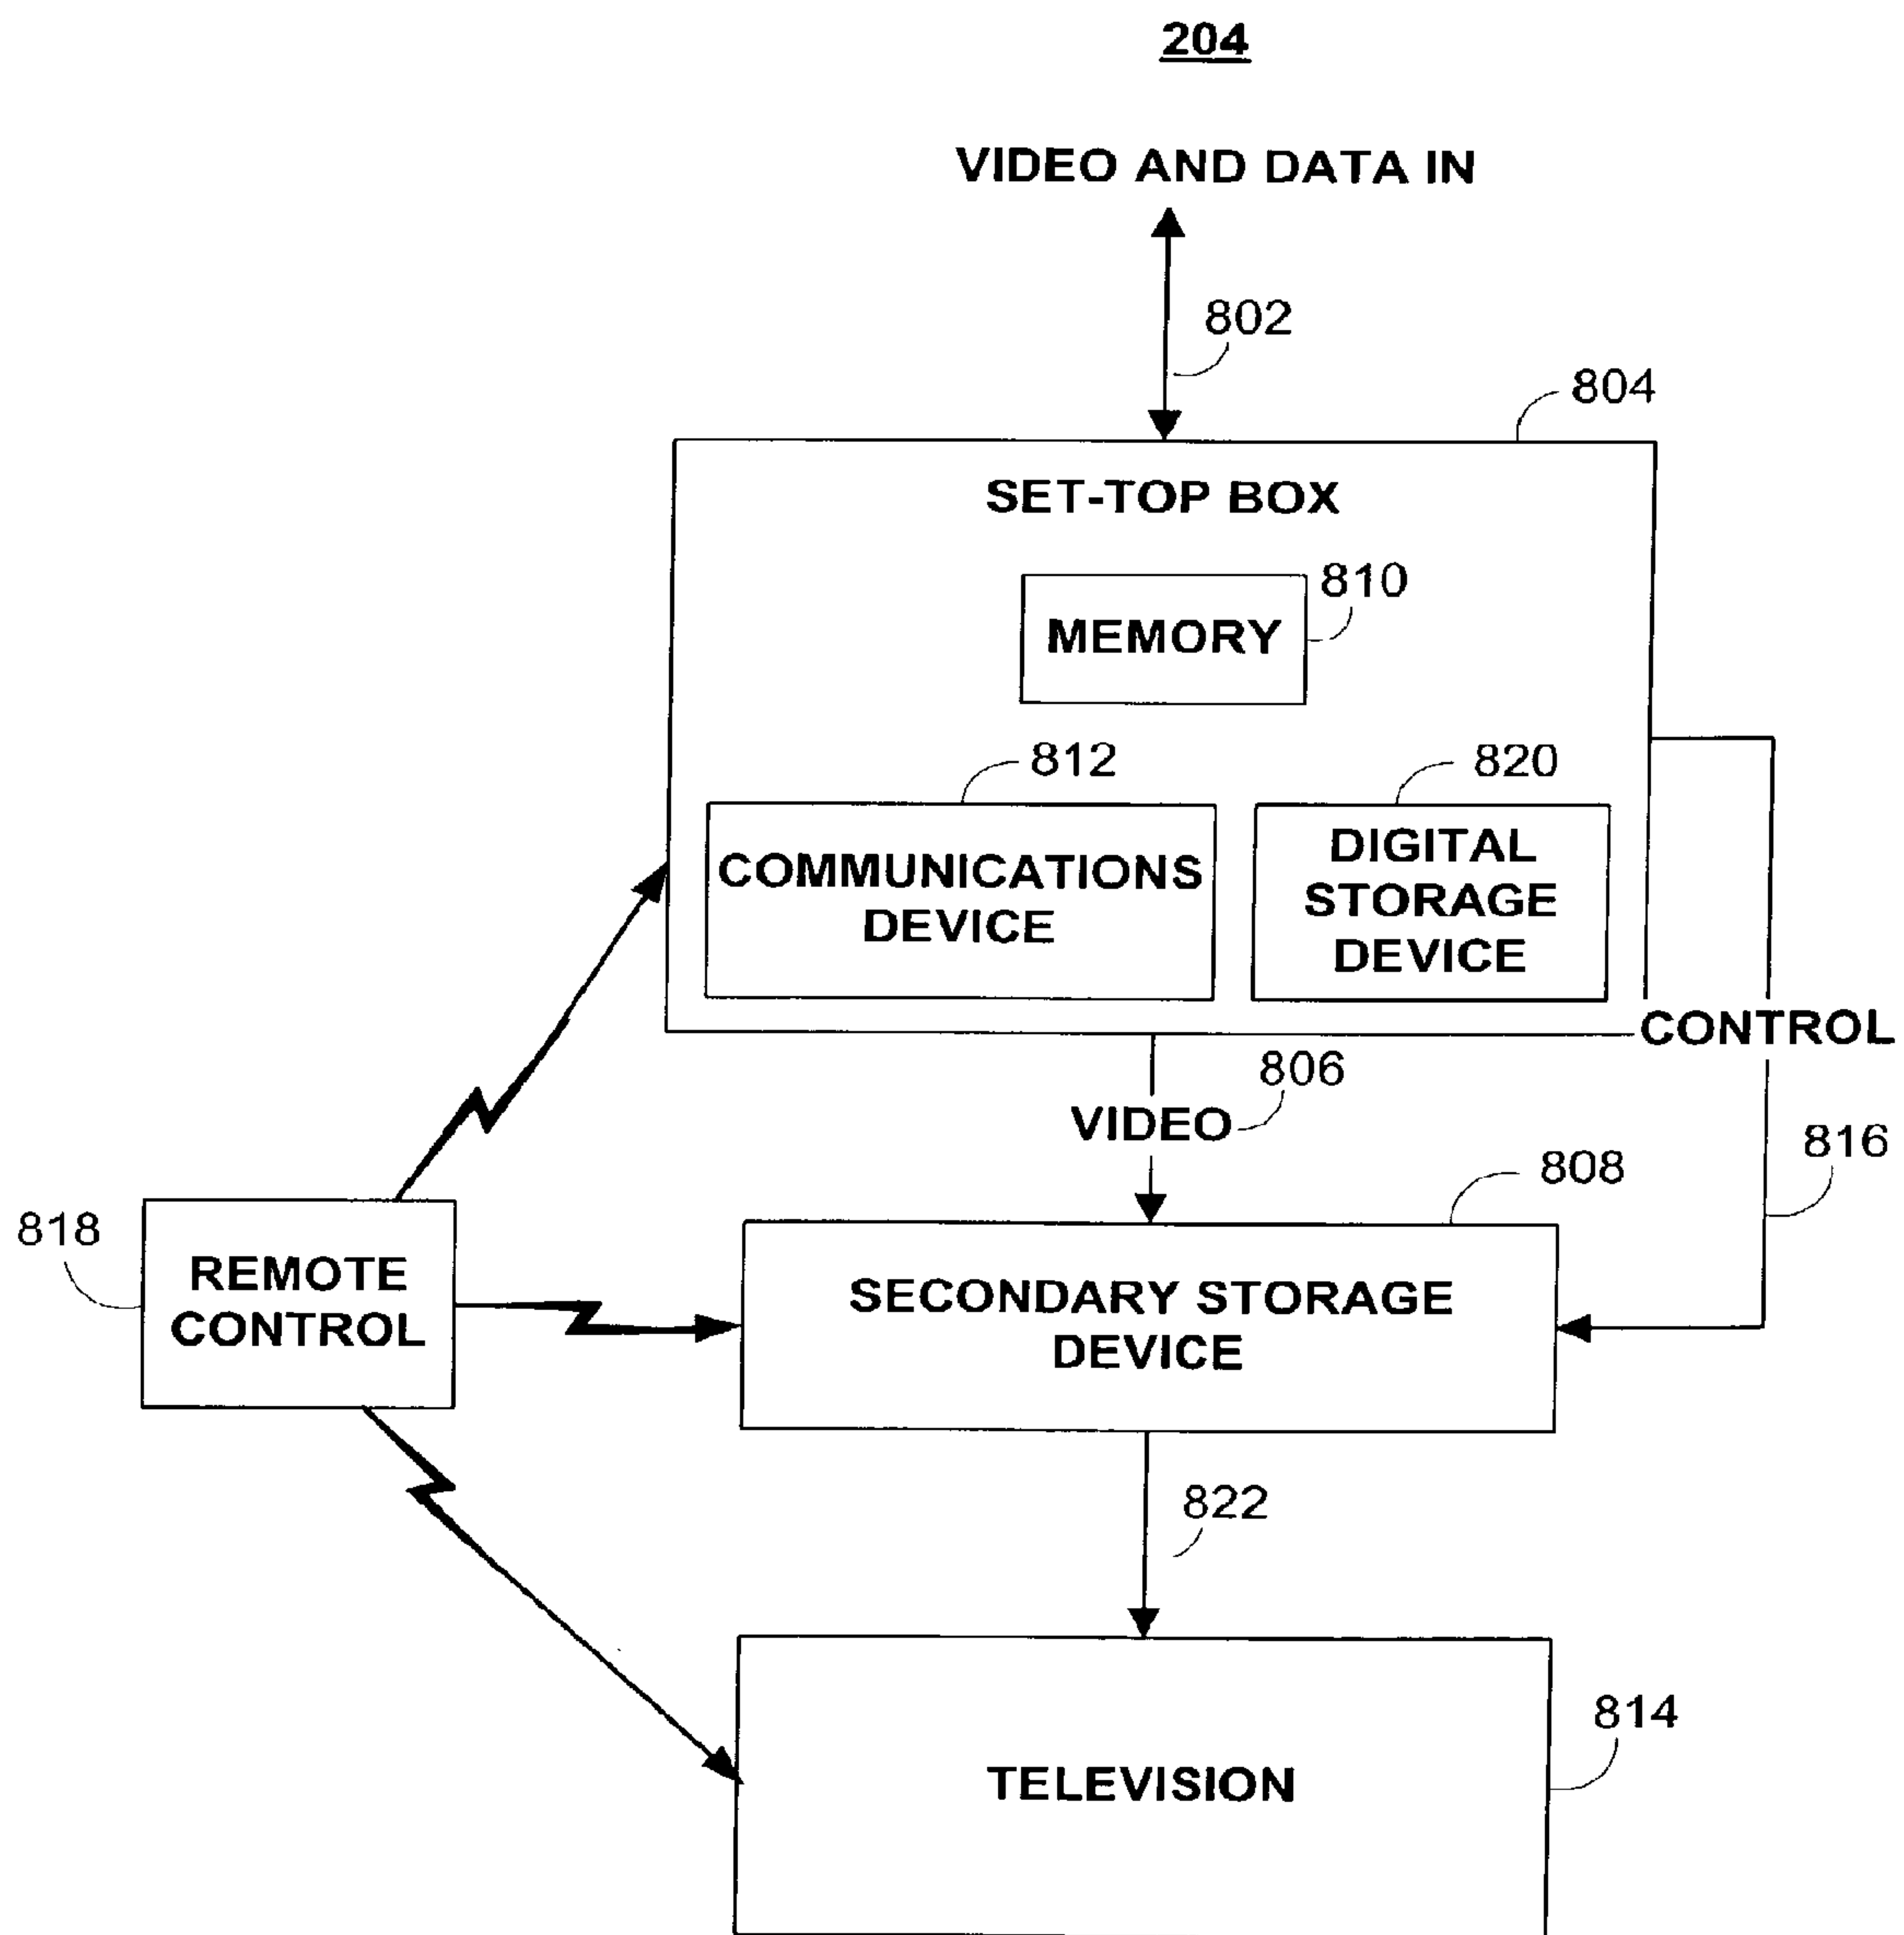 204
VIDEO AND DATA IN
802
804
SET-TOP BOX
810
MEMORY
812
820
COMMUNICATIONS
DEVICE
DIGITAL
STORAGE
DEVICE
CONTROL
806
VIDEO
816
808
818
REMOTE
CONTROL
SECONDARY STORAGE
DEVICE
822
814
TELEVISION